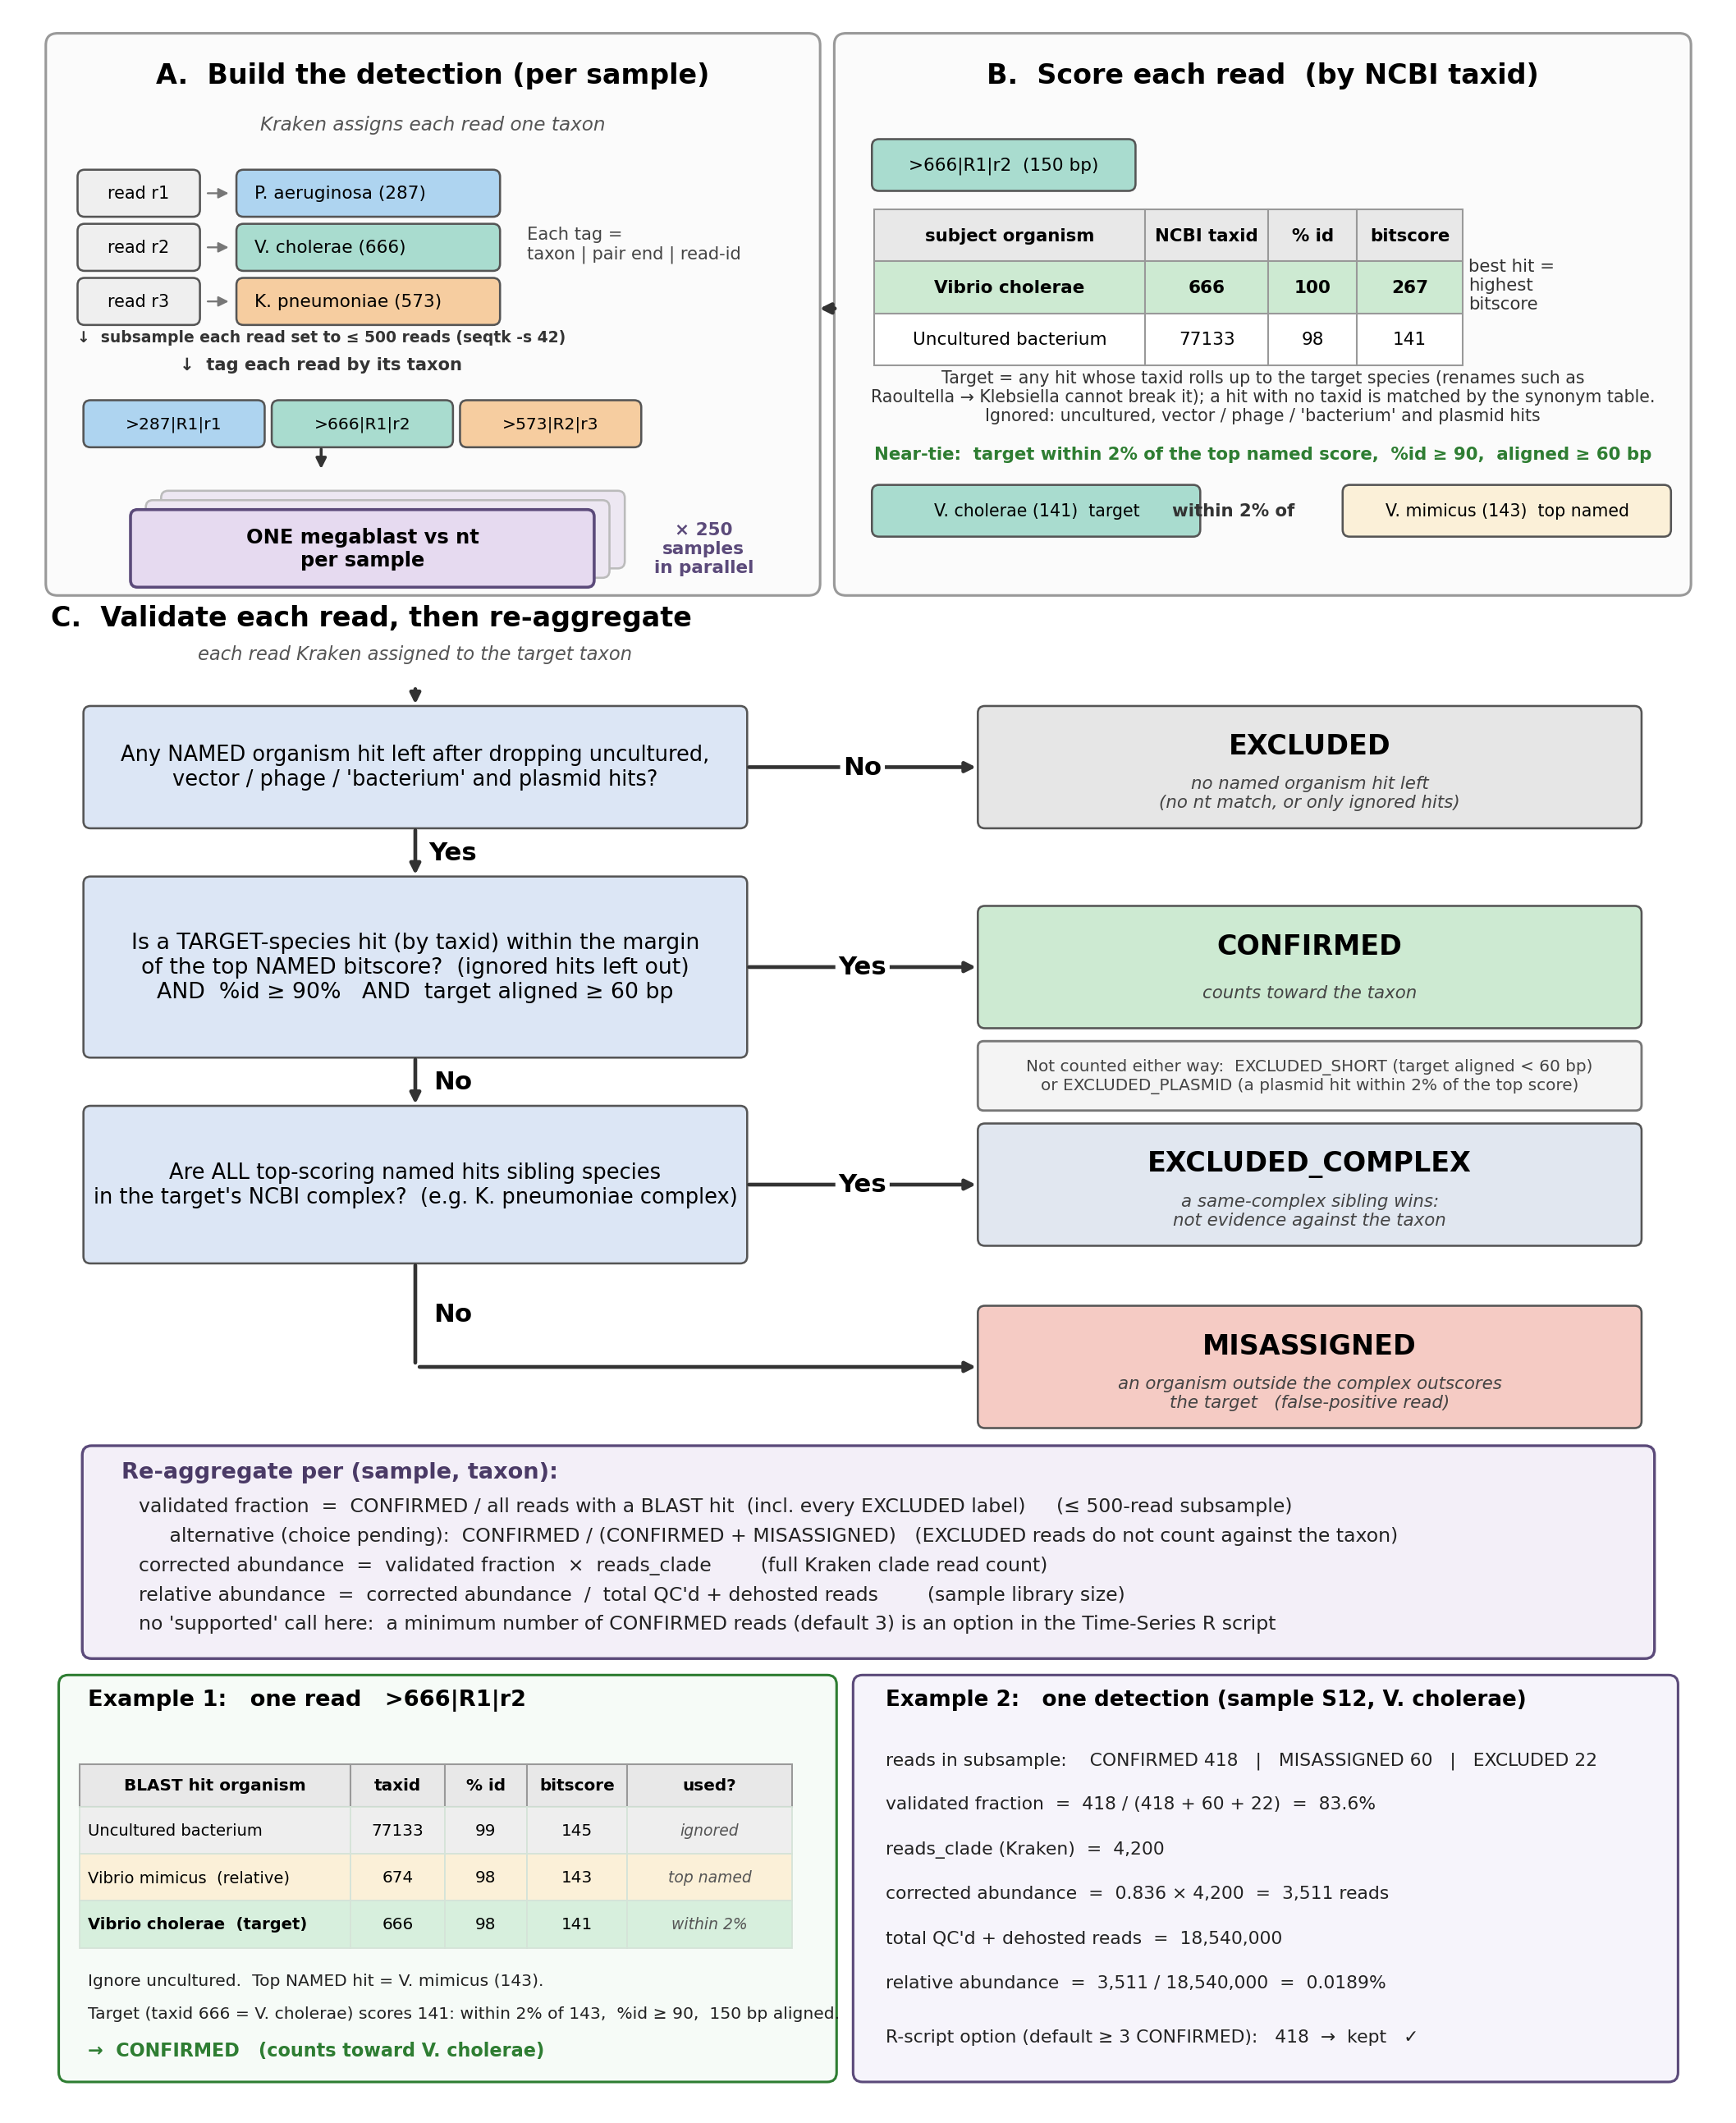 A.  Build the detection (per sample)
Kraken assigns each read one taxon
read r1
P. aeruginosa (287)
read r2
V. cholerae (666)
read r3
K. pneumoniae (573)
Each tag =
taxon | pair end | read-id
↓  subsample each read set to ≤ 500 reads (seqtk -s 42)
↓  tag each read by its taxon
>287|R1|r1
>666|R1|r2
>573|R2|r3
ONE megablast vs nt
per sample
× 250
samples
in parallel
B.  Score each read  (by NCBI taxid)
>666|R1|r2  (150 bp)
subject organism  NCBI taxid  % id  bitscore
Vibrio cholerae  666  100  267
Uncultured bacterium  77133  98  141
best hit =
highest
bitscore
Target = any hit whose taxid rolls up to the target species (renames such as
Raoultella → Klebsiella cannot break it); a hit with no taxid is matched by the synonym table.
Ignored: uncultured, vector / phage / 'bacterium' and plasmid hits
Near-tie:  target within 2% of the top named score,  %id ≥ 90,  aligned ≥ 60 bp
V. cholerae (141)  target
within 2% of
V. mimicus (143)  top named
C.  Validate each read, then re-aggregate
each read Kraken assigned to the target taxon
Any NAMED organism hit left after dropping uncultured,
vector / phage / 'bacterium' and plasmid hits?
No
EXCLUDED
no named organism hit left
(no nt match, or only ignored hits)
Yes
Is a TARGET-species hit (by taxid) within the margin
of the top NAMED bitscore?  (ignored hits left out)
AND  %id ≥ 90%   AND  target aligned ≥ 60 bp
Yes
CONFIRMED
counts toward the taxon
Not counted either way:  EXCLUDED_SHORT (target aligned < 60 bp)
or EXCLUDED_PLASMID (a plasmid hit within 2% of the top score)
No
Are ALL top-scoring named hits sibling species
in the target's NCBI complex?  (e.g. K. pneumoniae complex)
Yes
EXCLUDED_COMPLEX
a same-complex sibling wins:
not evidence against the taxon
No
MISASSIGNED
an organism outside the complex outscores
the target   (false-positive read)
Re-aggregate per (sample, taxon):
validated fraction  =  CONFIRMED / all reads with a BLAST hit  (incl. every EXCLUDED label)     (≤ 500-read subsample)
alternative (choice pending):  CONFIRMED / (CONFIRMED + MISASSIGNED)   (EXCLUDED reads do not count against the taxon)
corrected abundance  =  validated fraction  ×  reads_clade        (full Kraken clade read count)
relative abundance  =  corrected abundance  /  total QC'd + dehosted reads        (sample library size)
no 'supported' call here:  a minimum number of CONFIRMED reads (default 3) is an option in the Time-Series R script
Example 1:   one read   >666|R1|r2
BLAST hit organism  taxid  % id  bitscore  used?
Uncultured bacterium  77133  99  145  ignored
Vibrio mimicus  (relative)  674  98  143  top named
Vibrio cholerae  (target)  666  98  141  within 2%
Ignore uncultured.  Top NAMED hit = V. mimicus (143).
Target (taxid 666 = V. cholerae) scores 141: within 2% of 143,  %id ≥ 90,  150 bp aligned.
→  CONFIRMED   (counts toward V. cholerae)
Example 2:   one detection (sample S12, V. cholerae)
reads in subsample:    CONFIRMED 418   |   MISASSIGNED 60   |   EXCLUDED 22
validated fraction  =  418 / (418 + 60 + 22)  =  83.6%
reads_clade (Kraken)  =  4,200
corrected abundance  =  0.836 × 4,200  =  3,511 reads
total QC'd + dehosted reads  =  18,540,000
relative abundance  =  3,511 / 18,540,000  =  0.0189%
R-script option (default ≥ 3 CONFIRMED):   418  →  kept   ✓